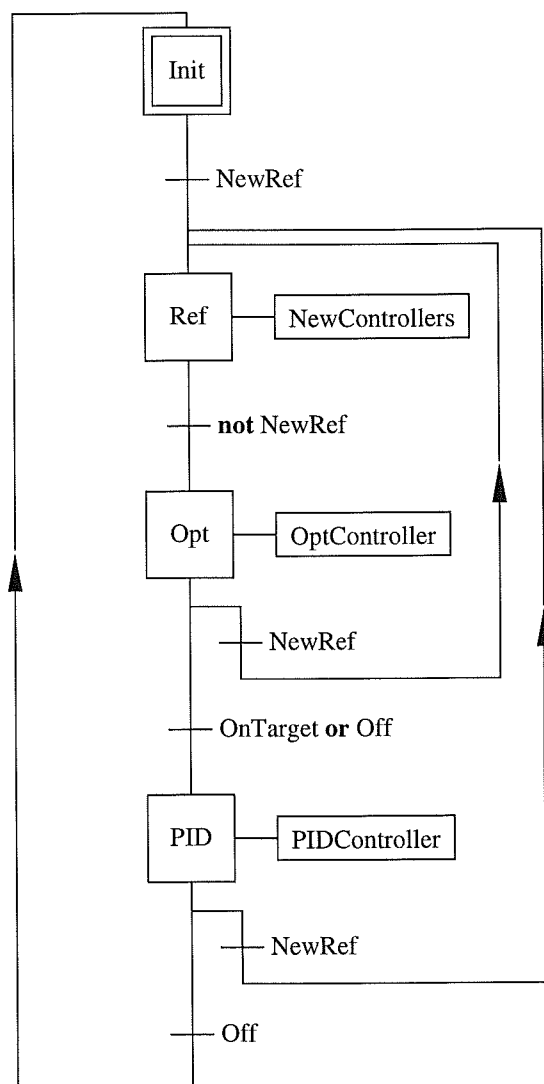 Init
NewRef
Ref
NewControllers
not NewRef
Opt
OptController
NewRef
OnTarget or Off
PID
PIDController
NewRef
Off